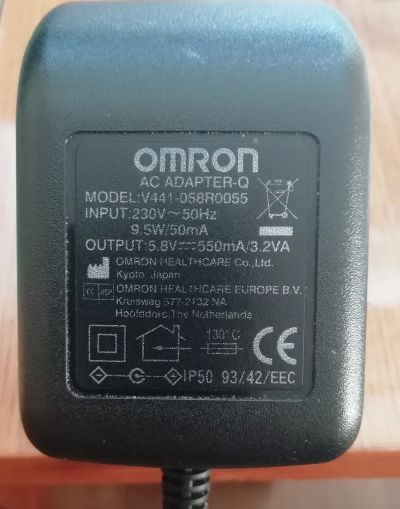 OMRON
AC ADAPTER-Q
MODEL:V441-058R0055
INPUT:230V~50Hz
9.5W/50mA
OUTPUT:5.8V⎓550mA/3.2VA
OMRON HEALTHCARE Co.,Ltd.
Kyoto, Japan
EC REP OMRON HEALTHCARE EUROPE B.V.
Kruisweg 577-2132 NA
Hoofddorp, The Netherlands
130°C
CE
IP50 93/42/EEC